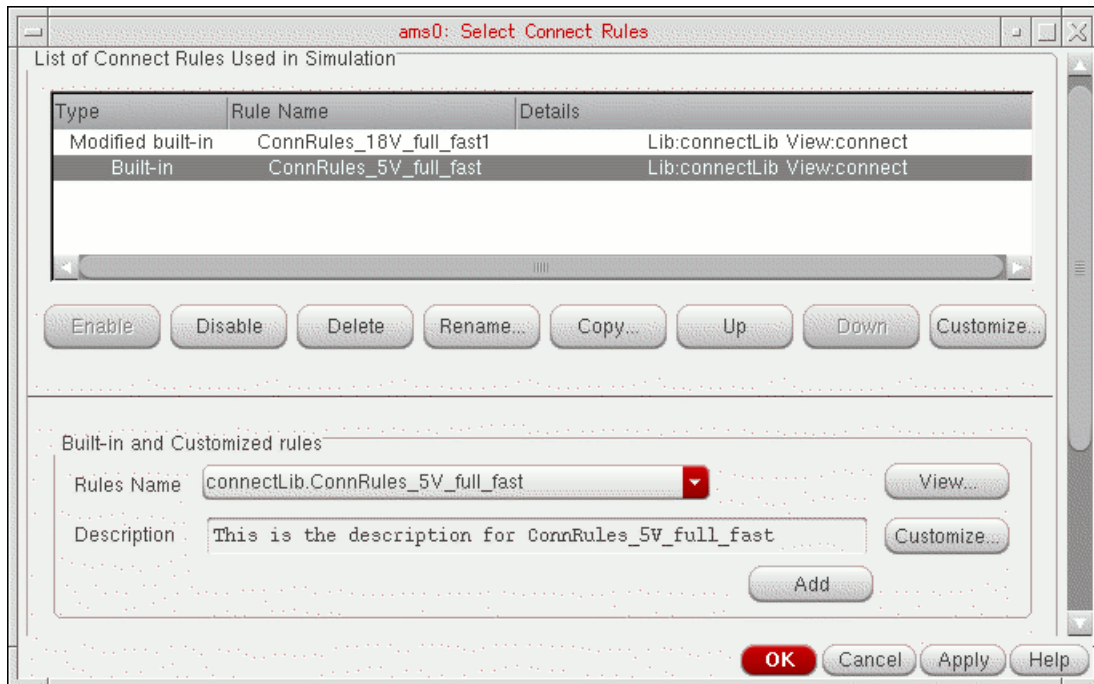 ams0: Select Connect Rules
List of Connect Rules Used in Simulation
Type Rule Name Details
Modified built-in ConnRules_18V_full_fast1 Lib:connectLib View:connect
Built-in ConnRules_5V_full_fast Lib:connectLib View:connect
Enable Disable Delete Rename... Copy... Up Down Customize...
Built-in and Customized rules
Rules Name connectLib.ConnRules_5V_full_fast View...
Description This is the description for ConnRules_5V_full_fast Customize...
Add
OK Cancel Apply Help